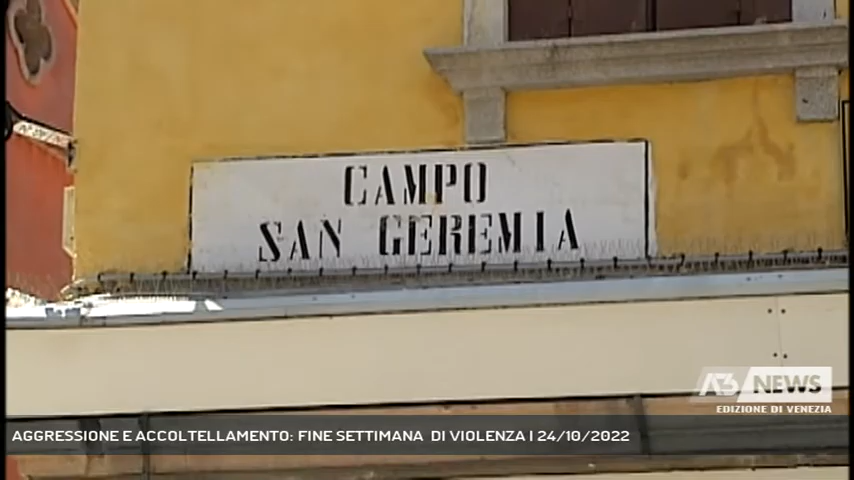 CAMPO
SAN GEREMIA
A3 NEWS
EDIZIONE DI VENEZIA
AGGRESSIONE E ACCOLTELLAMENTO: FINE SETTIMANA DI VIOLENZA | 24/10/2022